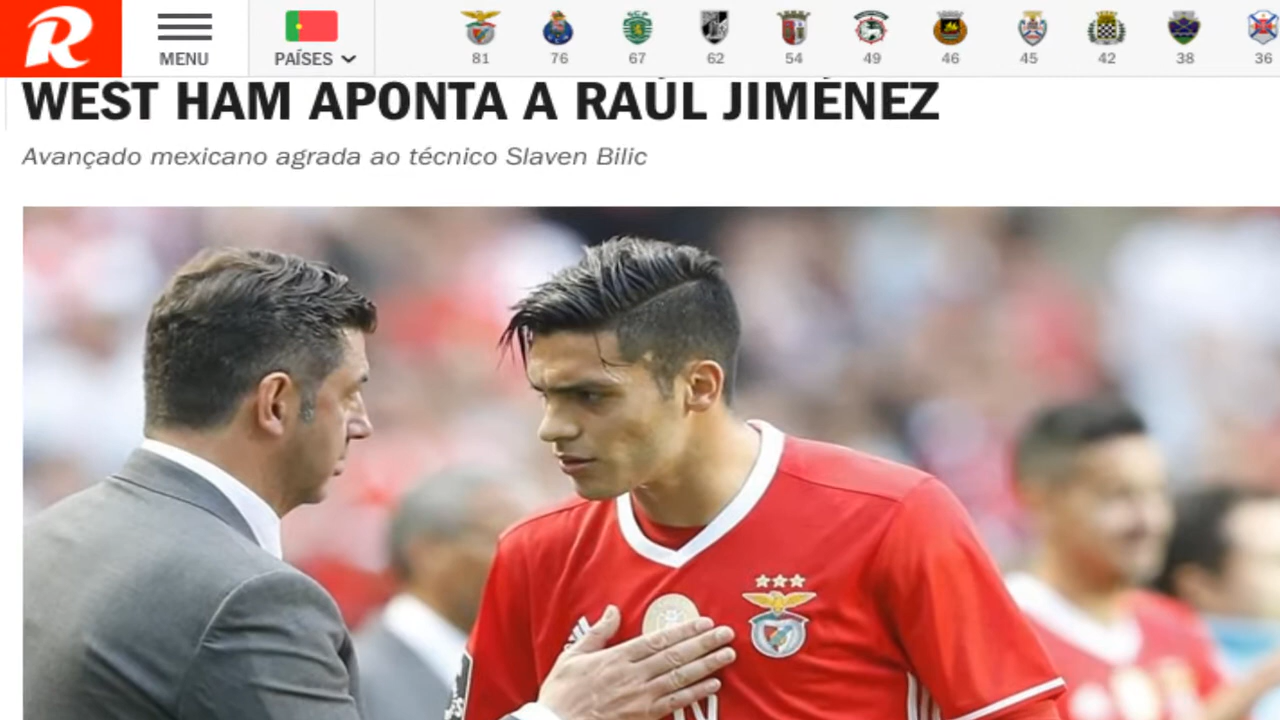 R
MENU
PAÍSES
81 76 67 62 54 49 46 45 42 38 36
WEST HAM APONTA A RAÚL JIMÉNEZ
Avançado mexicano agrada ao técnico Slaven Bilic